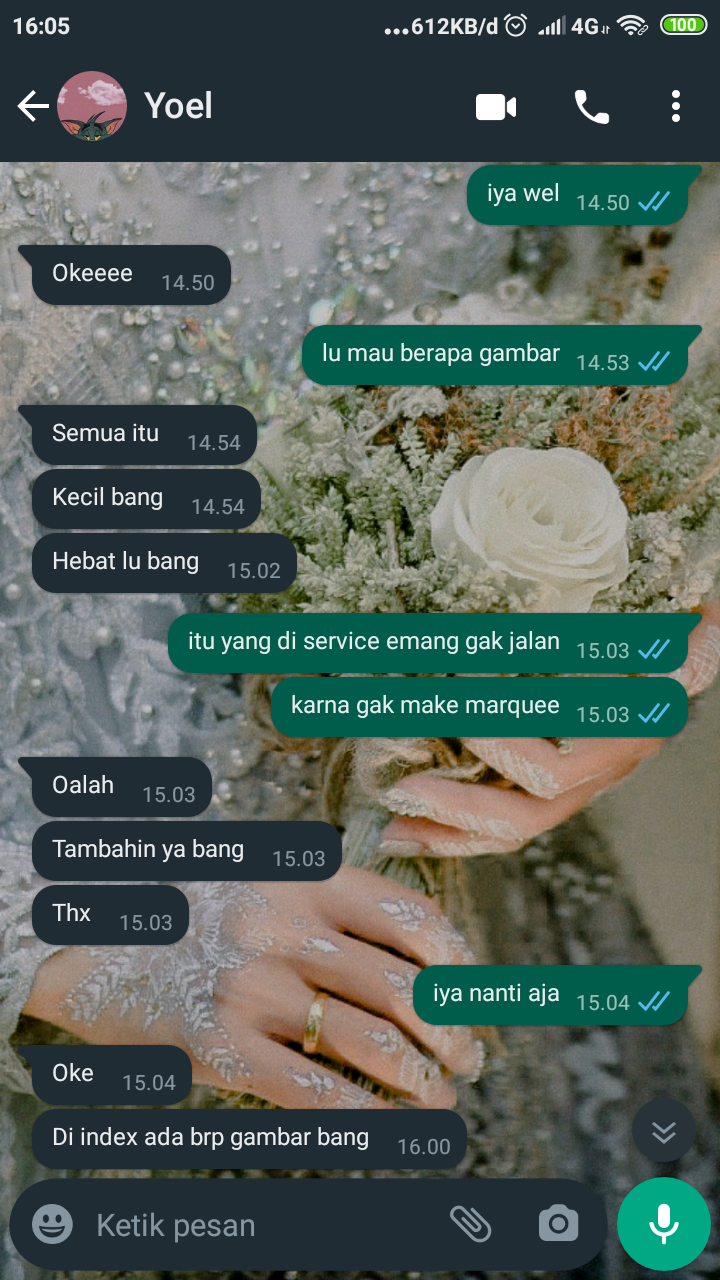 16:05
...612KB/d
4G
100
Yoel
iya wel 14.50
Okeeee 14.50
lu mau berapa gambar 14.53
Semua itu 14.54
Kecil bang 14.54
Hebat lu bang 15.02
itu yang di service emang gak jalan 15.03
karna gak make marquee 15.03
Oalah 15.03
Tambahin ya bang 15.03
Thx 15.03
iya nanti aja 15.04
Oke 15.04
Di index ada brp gambar bang 16.00
Ketik pesan